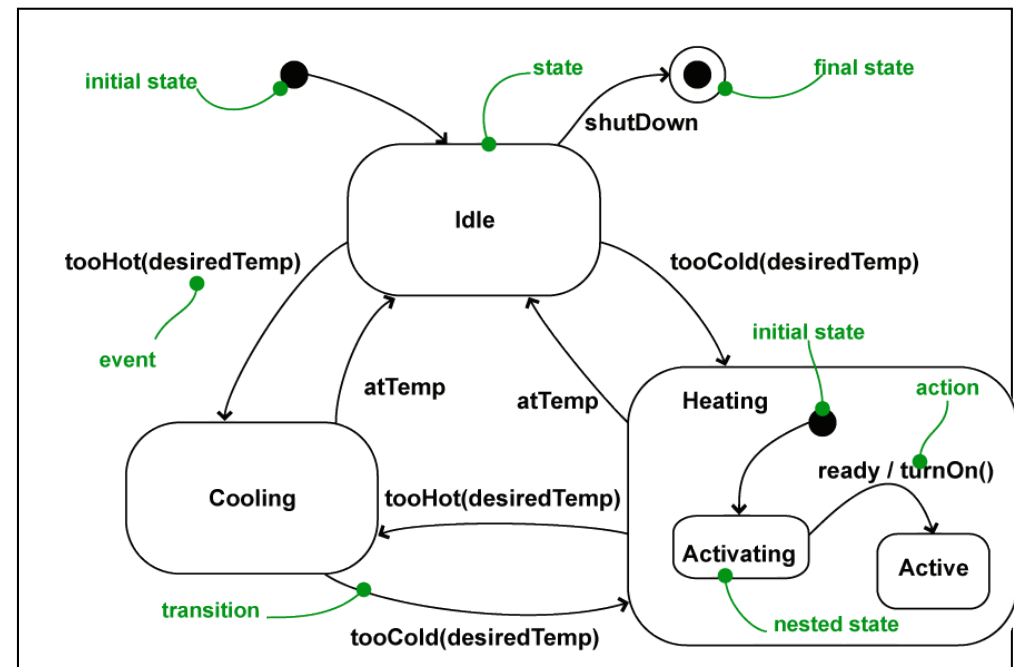 initial state
state
final state
shutDown
Idle
tooHot(desiredTemp)
tooCold(desiredTemp)
event
initial state
atTemp
atTemp
Heating
action
ready / turnOn()
Cooling
tooHot(desiredTemp)
Activating
Active
transition
nested state
tooCold(desiredTemp)